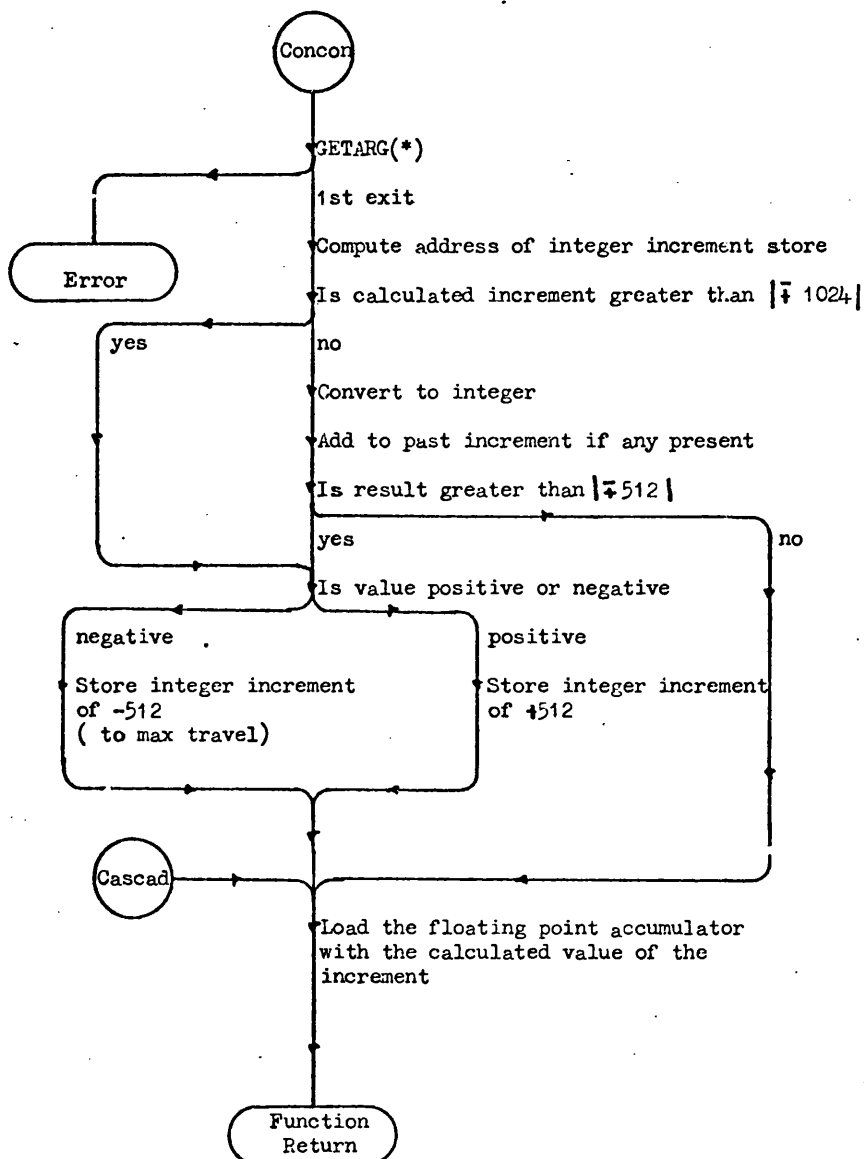 Concon
GETARG(*)
1st exit
Error
Compute address of integer increment store
Is calculated increment greater than |∓ 1024|
yes
no
Convert to integer
Add to past increment if any present
Is result greater than |∓512|
yes
no
Is value positive or negative
negative
positive
Store integer increment
of -512
( to max travel)
Store integer increment
of +512
Cascad
Load the floating point accumulator
with the calculated value of the
increment
Function
Return